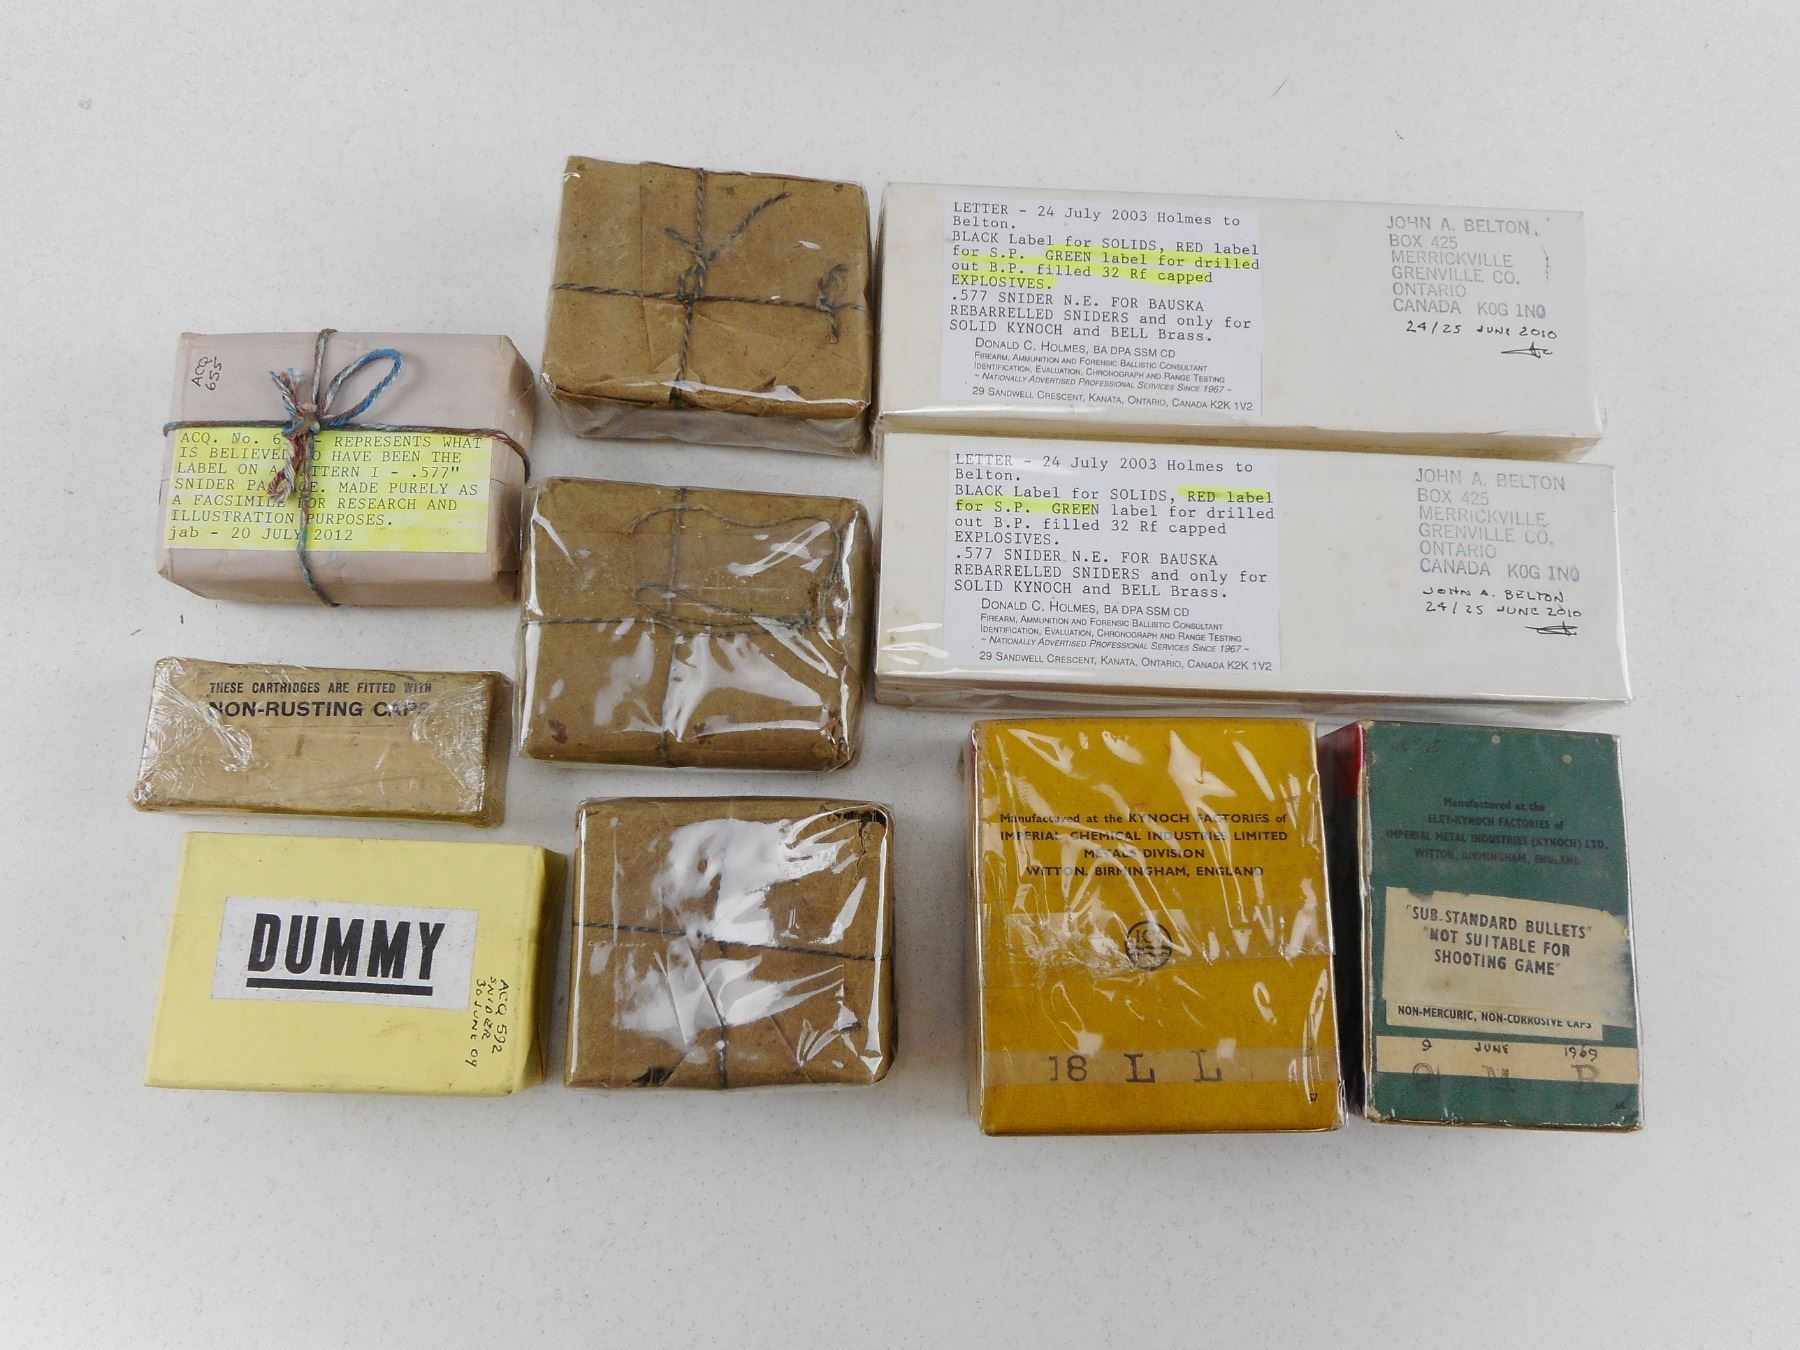 ACQ
655
ACQ. No. 6 - REPRESENTS WHAT
IS BELIEVED TO HAVE BEEN THE
LABEL ON A PATTERN I - .577"
SNIDER PACKAGE. MADE PURELY AS
A FACSIMILE FOR RESEARCH AND
ILLUSTRATION PURPOSES.
jab - 20 JULY 2012
THESE CARTRIDGES ARE FITTED WITH
NON-RUSTING CAPS
DUMMY
ACQ 592
SNIDER
30 JUNE 09
LETTER - 24 July 2003 Holmes to
Belton.
BLACK Label for SOLIDS, RED label
for S.P. GREEN label for drilled
out B.P. filled 32 Rf capped
EXPLOSIVES.
.577 SNIDER N.E. FOR BAUSKA
REBARRELLED SNIDERS and only for
SOLID KYNOCH and BELL Brass.
DONALD C. HOLMES, BA DPA SSM CD
FIREARM, AMMUNITION AND FORENSIC BALLISTIC CONSULTANT
IDENTIFICATION, EVALUATION, CHRONOGRAPH AND RANGE TESTING
~ NATIONALLY ADVERTISED PROFESSIONAL SERVICES SINCE 1967 ~
29 SANDWELL CRESCENT, KANATA, ONTARIO, CANADA K2K 1V2
JOHN A. BELTON,
BOX 425
MERRICKVILLE
GRENVILLE CO.
ONTARIO
CANADA K0G 1N0
24/25 JUNE 2010
LETTER - 24 July 2003 Holmes to
Belton.
BLACK Label for SOLIDS, RED label
for S.P. GREEN label for drilled
out B.P. filled 32 Rf capped
EXPLOSIVES.
.577 SNIDER N.E. FOR BAUSKA
REBARRELLED SNIDERS and only for
SOLID KYNOCH and BELL Brass.
DONALD C. HOLMES, BA DPA SSM CD
FIREARM, AMMUNITION AND FORENSIC BALLISTIC CONSULTANT
IDENTIFICATION, EVALUATION, CHRONOGRAPH AND RANGE TESTING
~ NATIONALLY ADVERTISED PROFESSIONAL SERVICES SINCE 1967 ~
29 SANDWELL CRESCENT, KANATA, ONTARIO, CANADA K2K 1V2
JOHN A. BELTON
BOX 425
MERRICKVILLE
GRENVILLE CO.
ONTARIO
CANADA K0G 1N0
JOHN A. BELTON
24/25 JUNE 2010
Manufactured at the KYNOCH FACTORIES of
IMPERIAL CHEMICAL INDUSTRIES LIMITED
METALS DIVISION
WITTON, BIRMINGHAM, ENGLAND
18 L L
57
Manufactured at the
ELEY-KYNOCH FACTORIES of
IMPERIAL METAL INDUSTRIES (KYNOCH) LTD.
WITTON, BIRMINGHAM, ENGLAND
"SUB-STANDARD BULLETS"
"NOT SUITABLE FOR
SHOOTING GAME"
NON-MERCURIC, NON-CORROSIVE CAPS
9 JUNE 1969
9 M B